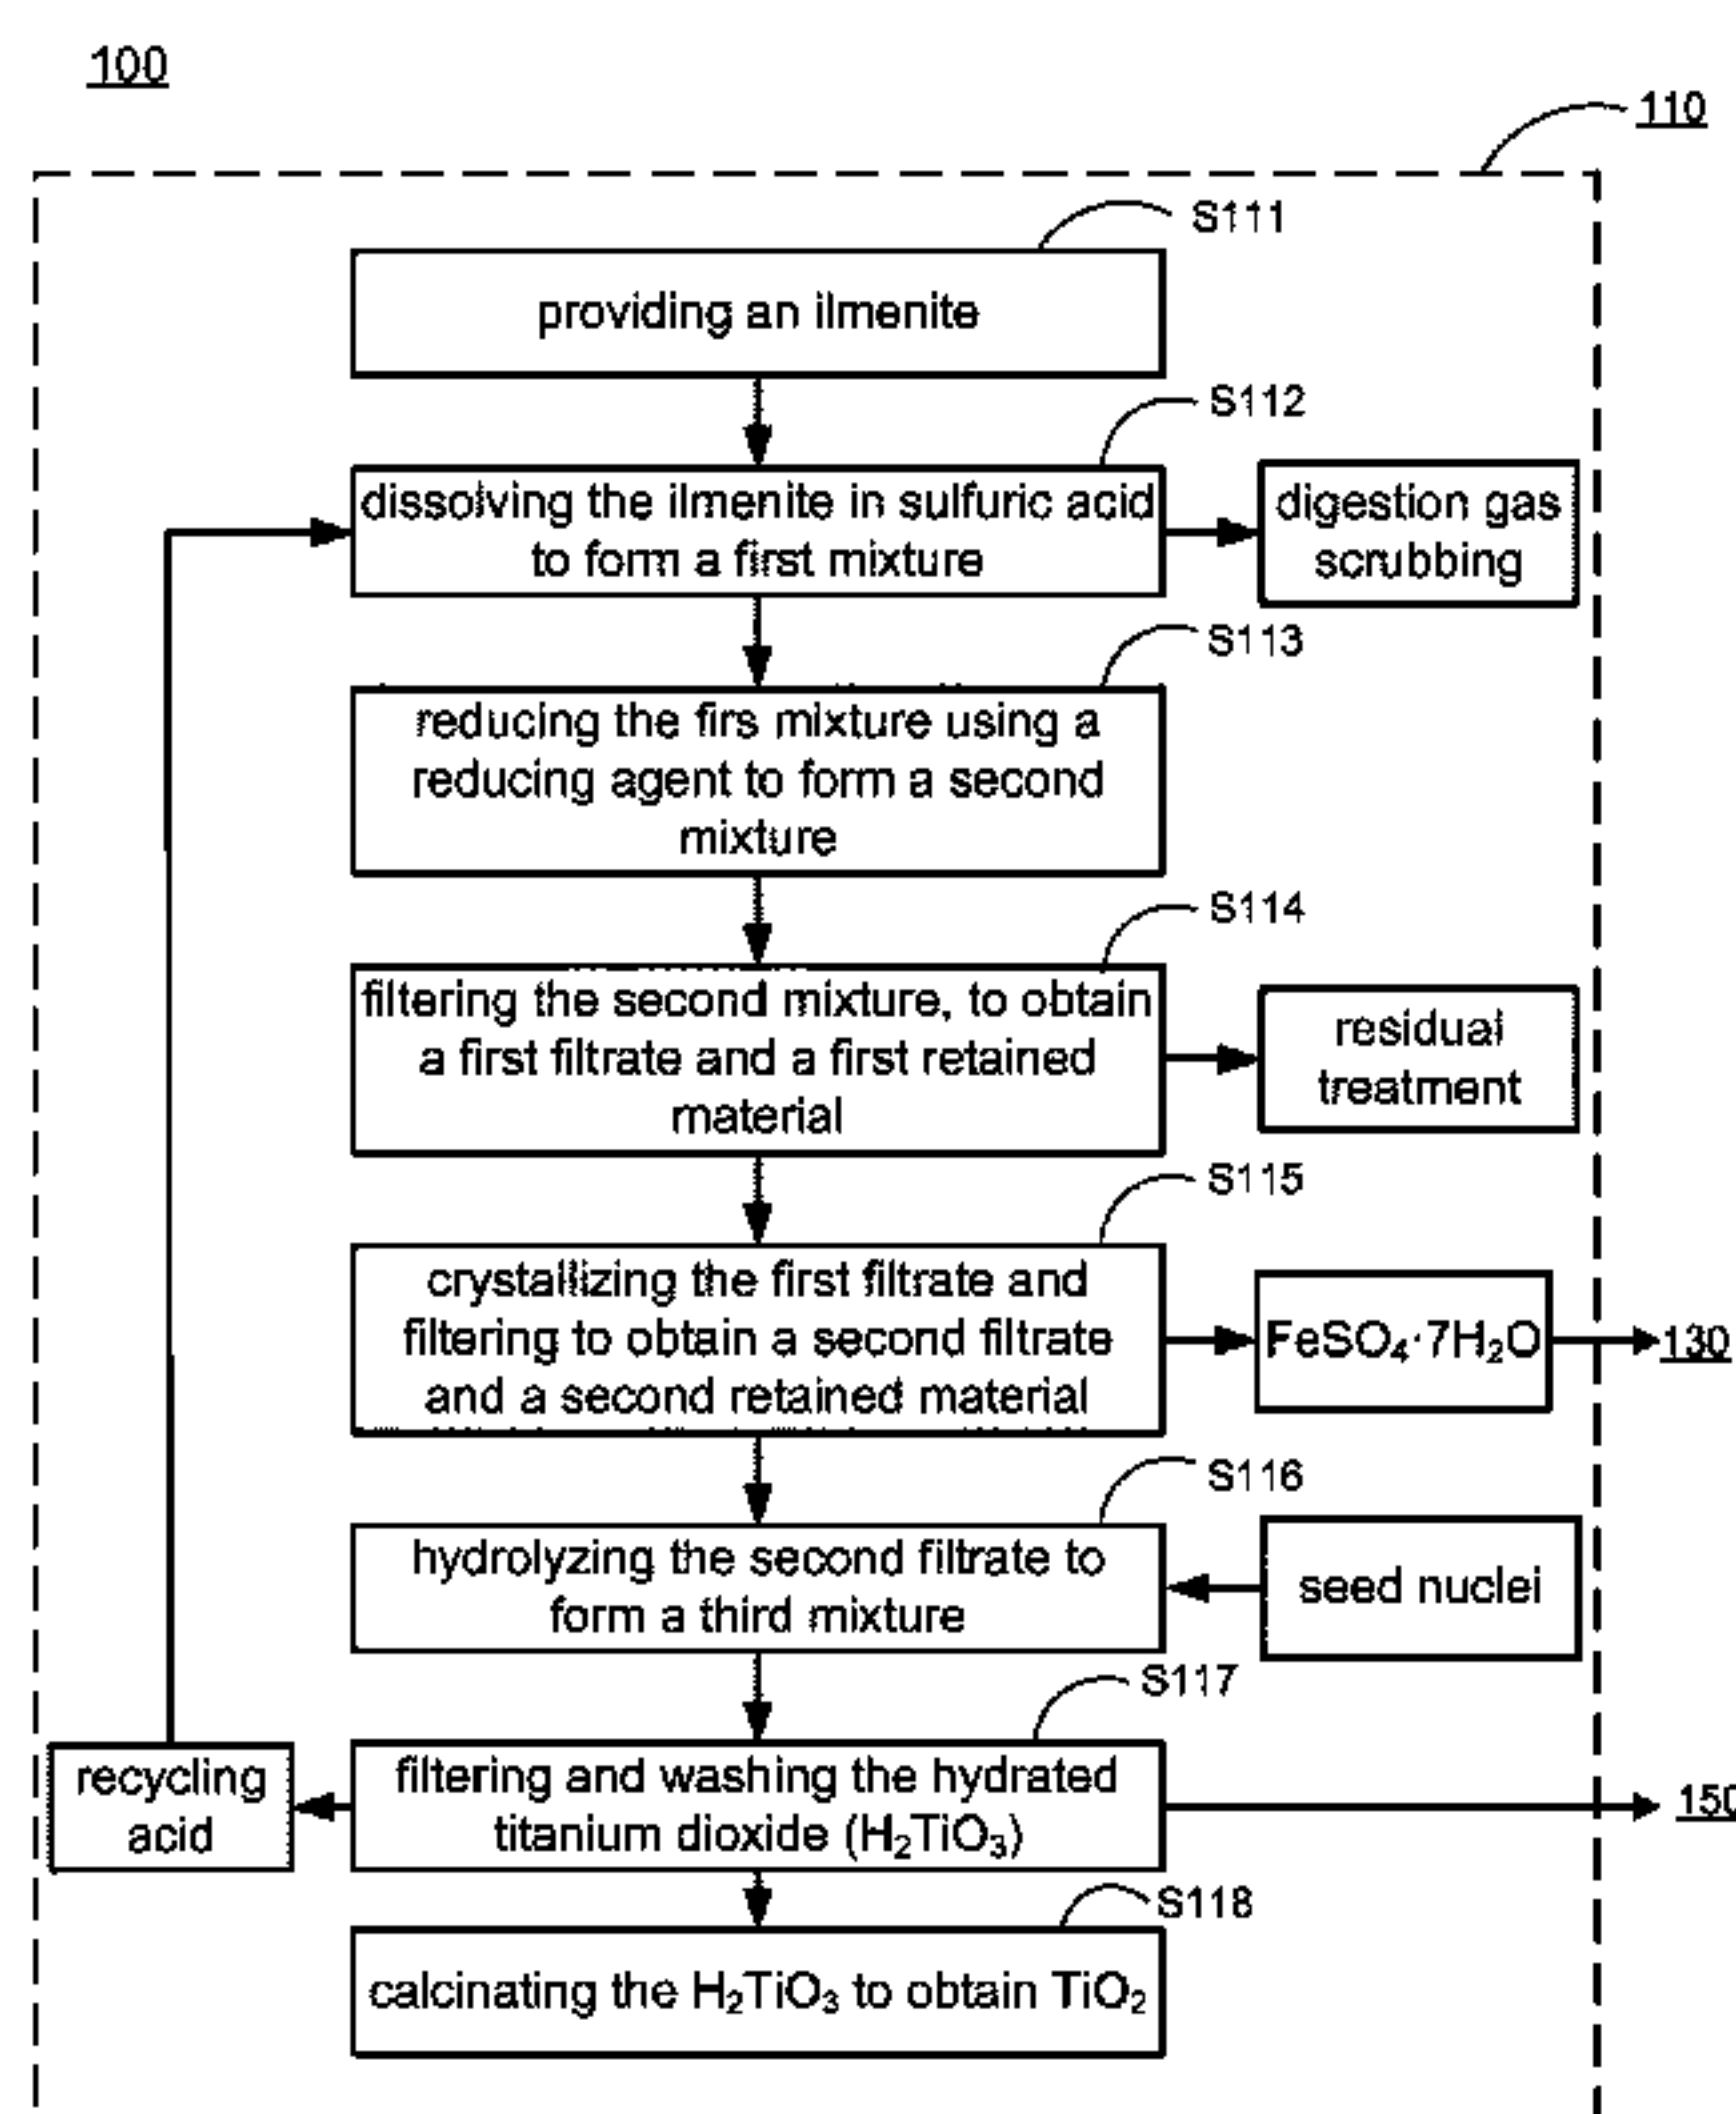 100
110
S111
providing an ilmenite
S112
dissolving the ilmenite in sulfuric acid
to form a first mixture
digestion gas
scrubbing
S113
reducing the firs mixture using a
reducing agent to form a second
mixture
S114
filtering the second mixture, to obtain
a first filtrate and a first retained
material
residual
treatment
S115
crystallizing the first filtrate and
filtering to obtain a second filtrate
and a second retained material
FeSO₄·7H₂O
130
S116
hydrolyzing the second filtrate to
form a third mixture
seed nuclei
S117
recycling
acid
filtering and washing the hydrated
titanium dioxide (H₂TiO₃)
150
S118
calcinating the H₂TiO₃ to obtain TiO₂